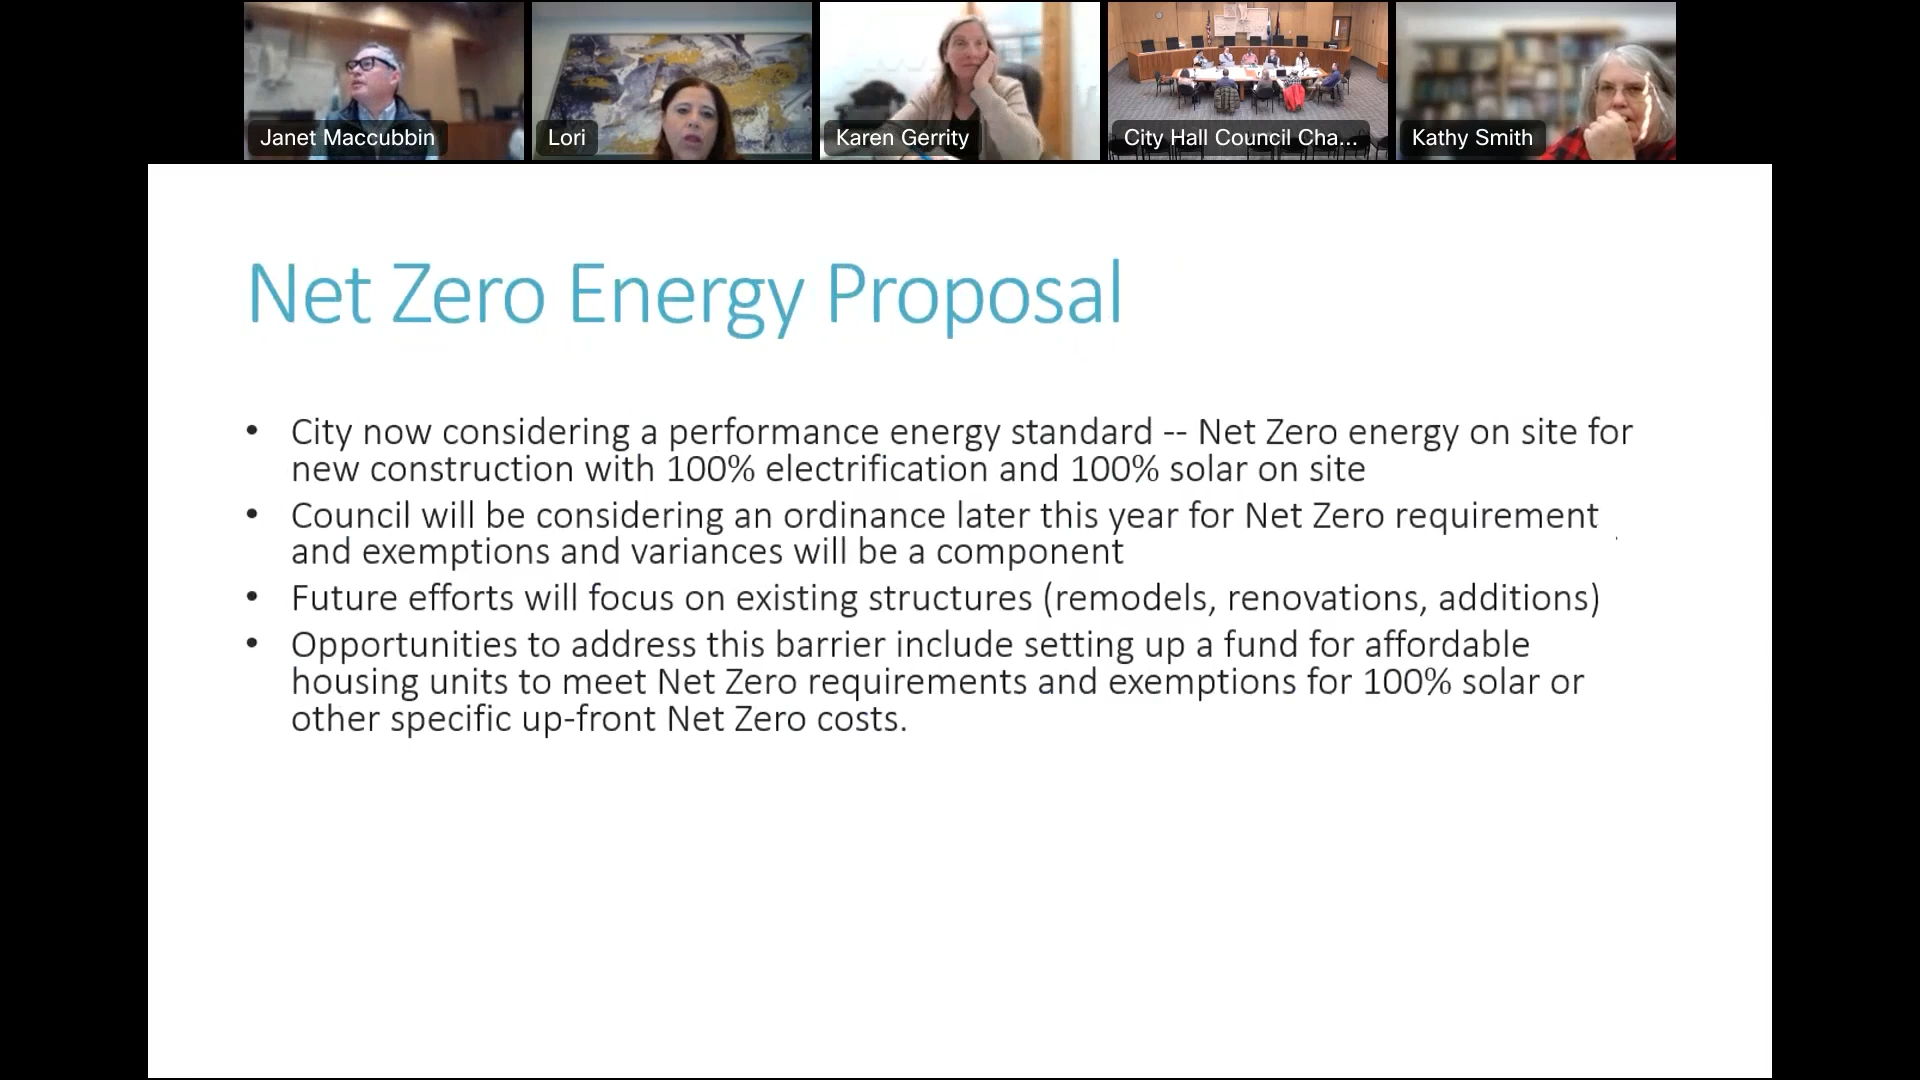 Janet Maccubbin
Lori
Karen Gerrity
City Hall Council Cha...
Kathy Smith
Net Zero Energy Proposal
• City now considering a performance energy standard -- Net Zero energy on site for
new construction with 100% electrification and 100% solar on site
• Council will be considering an ordinance later this year for Net Zero requirement
and exemptions and variances will be a component
• Future efforts will focus on existing structures (remodels, renovations, additions)
• Opportunities to address this barrier include setting up a fund for affordable
housing units to meet Net Zero requirements and exemptions for 100% solar or
other specific up-front Net Zero costs.